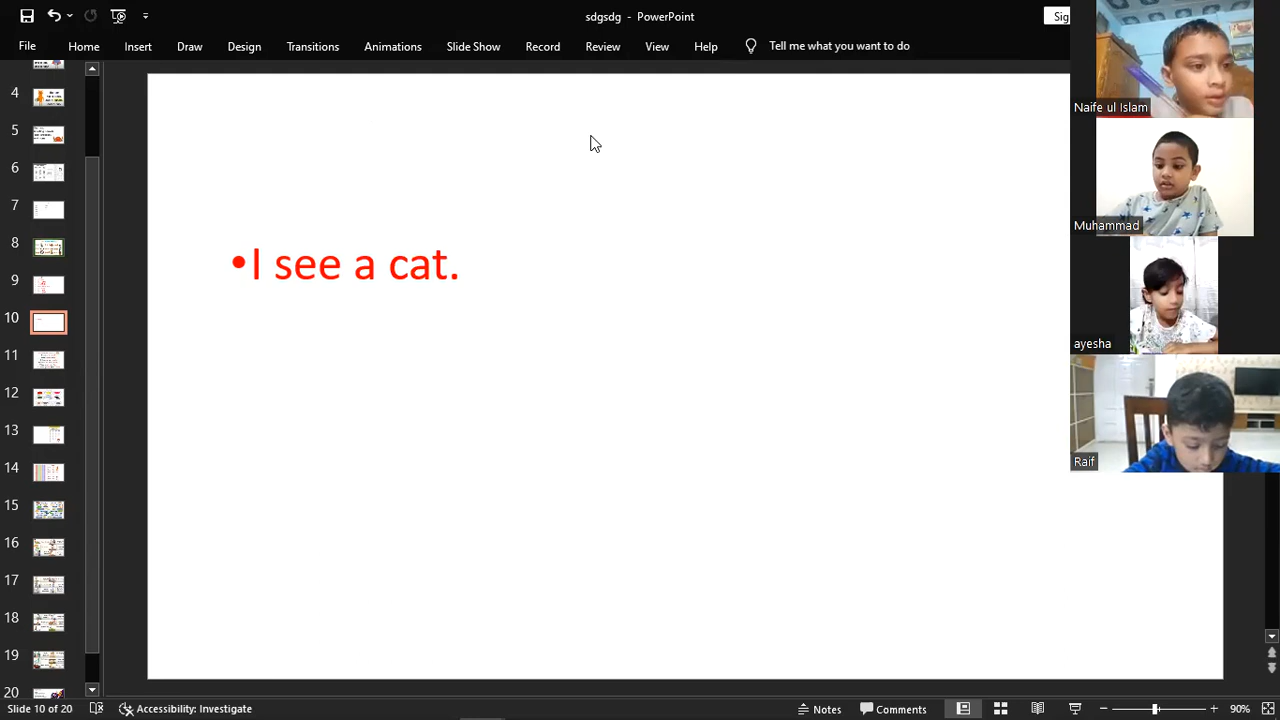 sdgsdg - PowerPoint
Sig
File Home Insert Draw Design Transitions Animations Slide Show Record Review View Help Tell me what you want to do
4
6
7
8
10
11
12
13
14
15
16
17
18
19
20
•I see a cat.
Naife ul Islam
Muhammad
ayesha
Raif
Slide 10 of 20 Accessibility: Investigate Notes Comments 90%